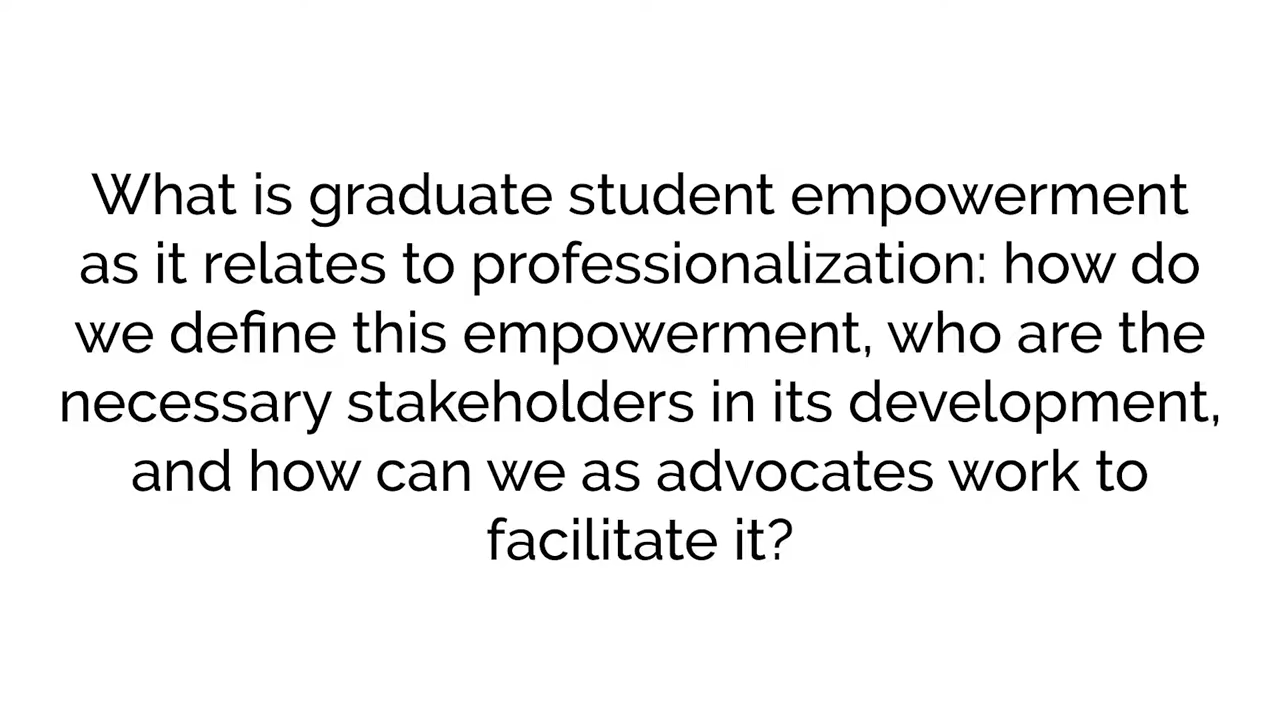 What is graduate student empowerment
as it relates to professionalization: how do
we define this empowerment, who are the
necessary stakeholders in its development,
and how can we as advocates work to
facilitate it?